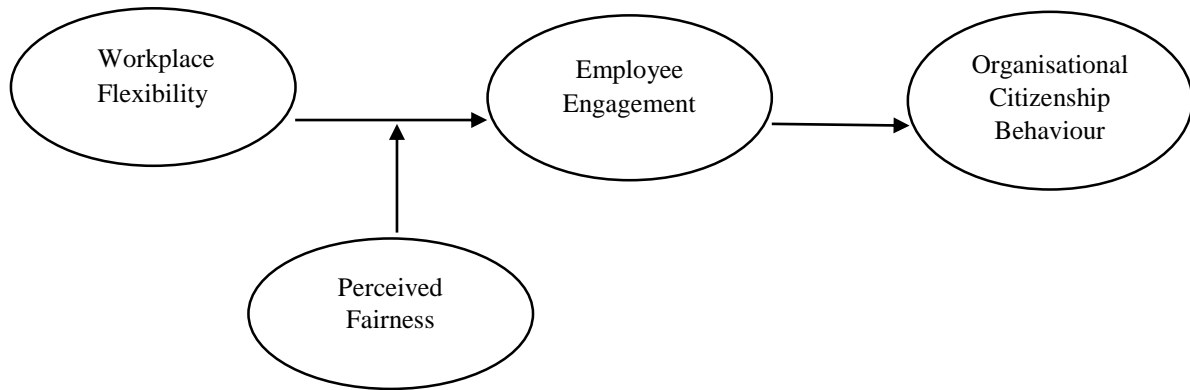 Workplace
Flexibility
Employee
Engagement
Organisational
Citizenship
Behaviour
Perceived
Fairness